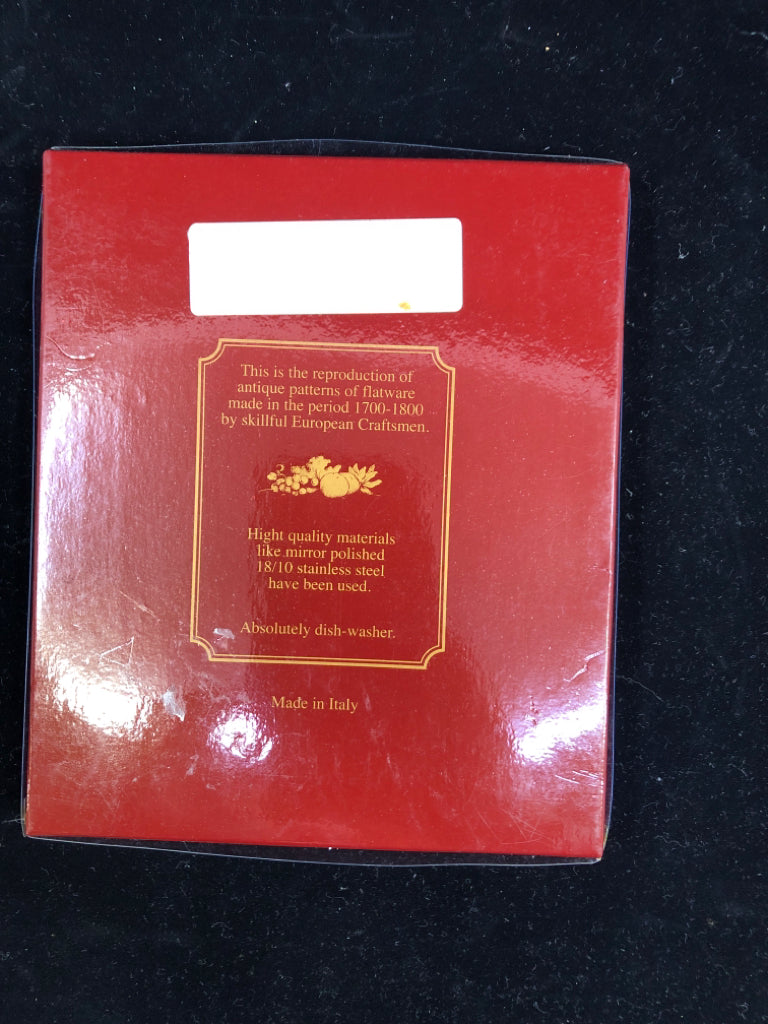 This is the reproduction of
antique patterns of flatware
made in the period 1700-1800
by skillful European Craftsmen.
Hight quality materials
like mirror polished
18/10 stainless steel
have been used.
Absolutely dish-washer.
Made in Italy